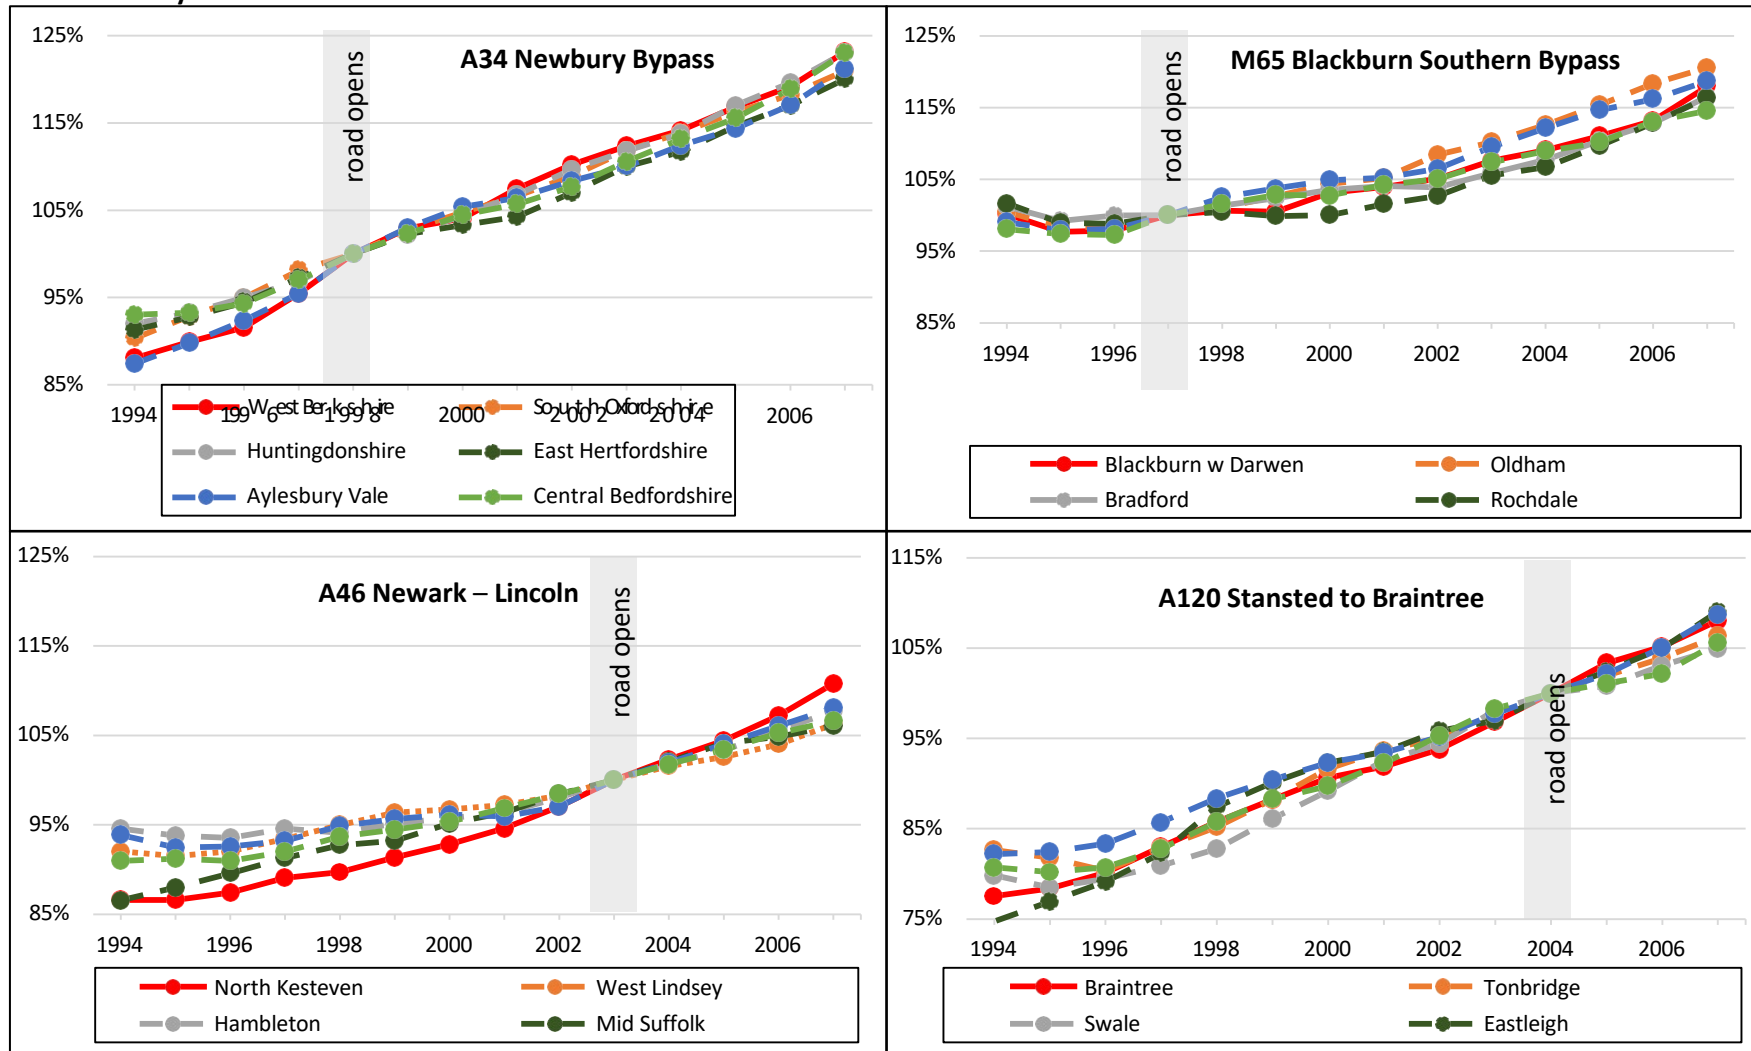 125%
115%
105%
95%
85%
A34 Newbury Bypass
road opens
1994 1996 1998 2000 2002 2004 2006
West Berkshire South Oxfordshire
Huntingdonshire East Hertfordshire
Aylesbury Vale Central Bedfordshire
125%
115%
105%
95%
85%
M65 Blackburn Southern Bypass
road opens
1994 1996 1998 2000 2002 2004 2006
Blackburn w Darwen Oldham
Bradford Rochdale
125%
115%
105%
95%
85%
A46 Newark – Lincoln
road opens
1994 1996 1998 2000 2002 2004 2006
North Kesteven West Lindsey
Hambleton Mid Suffolk
115%
105%
95%
85%
75%
A120 Stansted to Braintree
road opens
1994 1996 1998 2000 2002 2004 2006
Braintree Tonbridge
Swale Eastleigh